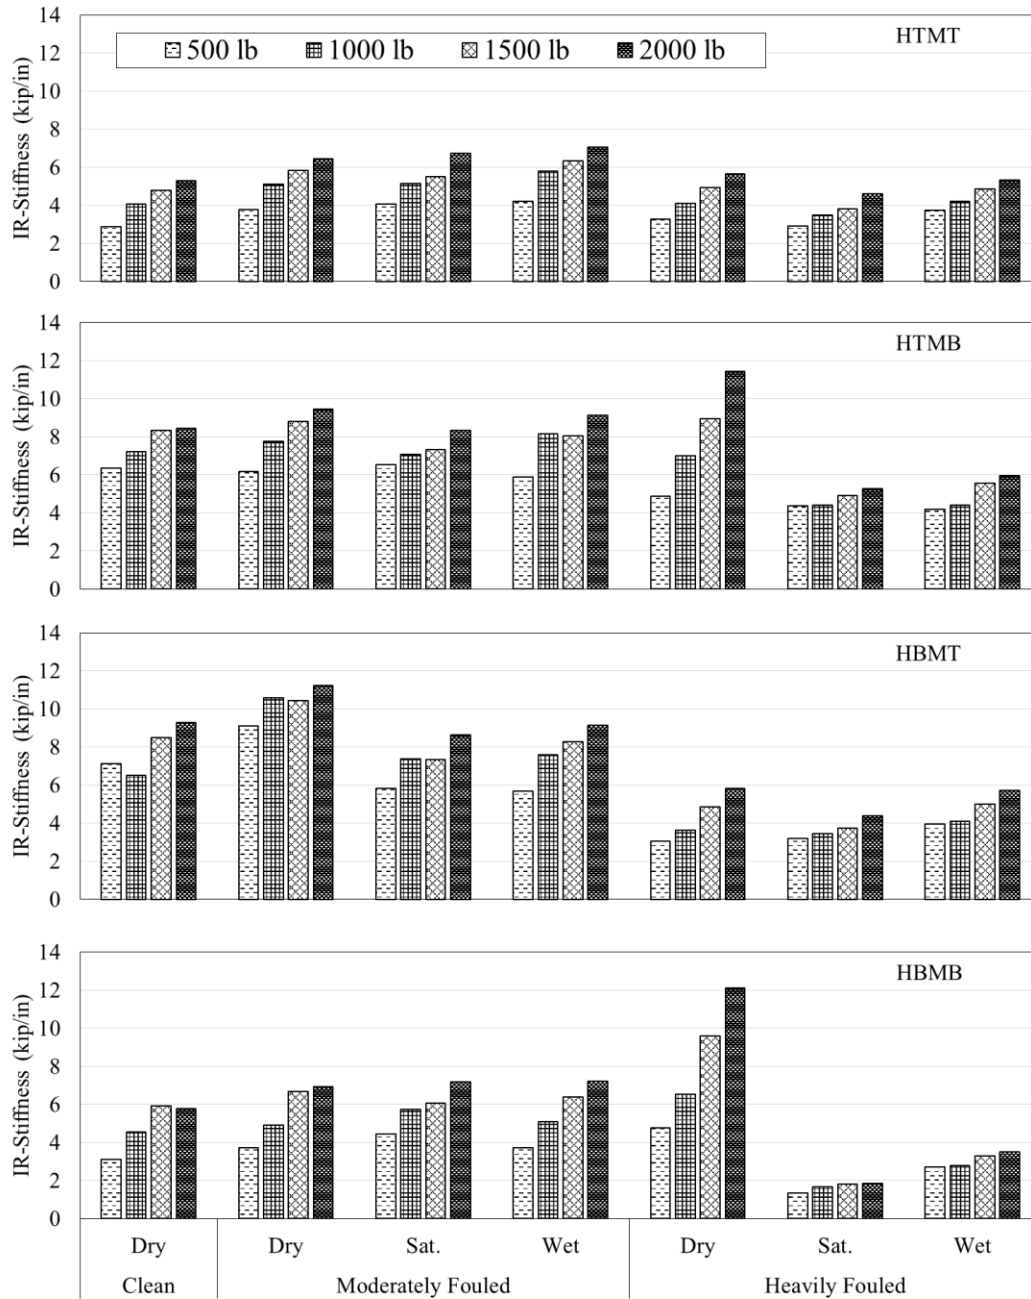 14
HTMT
500 lb 1000 lb 1500 lb 2000 lb
12
10
8
6
4
2
0
IR-Stiffness (kip/in)
14
HTMB
12
10
8
6
4
2
0
IR-Stiffness (kip/in)
14
HBMT
12
10
8
6
4
2
0
IR-Stiffness (kip/in)
14
HBMB
12
10
8
6
4
2
0
IR-Stiffness (kip/in)
Dry Dry Sat. Wet Dry Sat. Wet
Clean Moderately Fouled Heavily Fouled